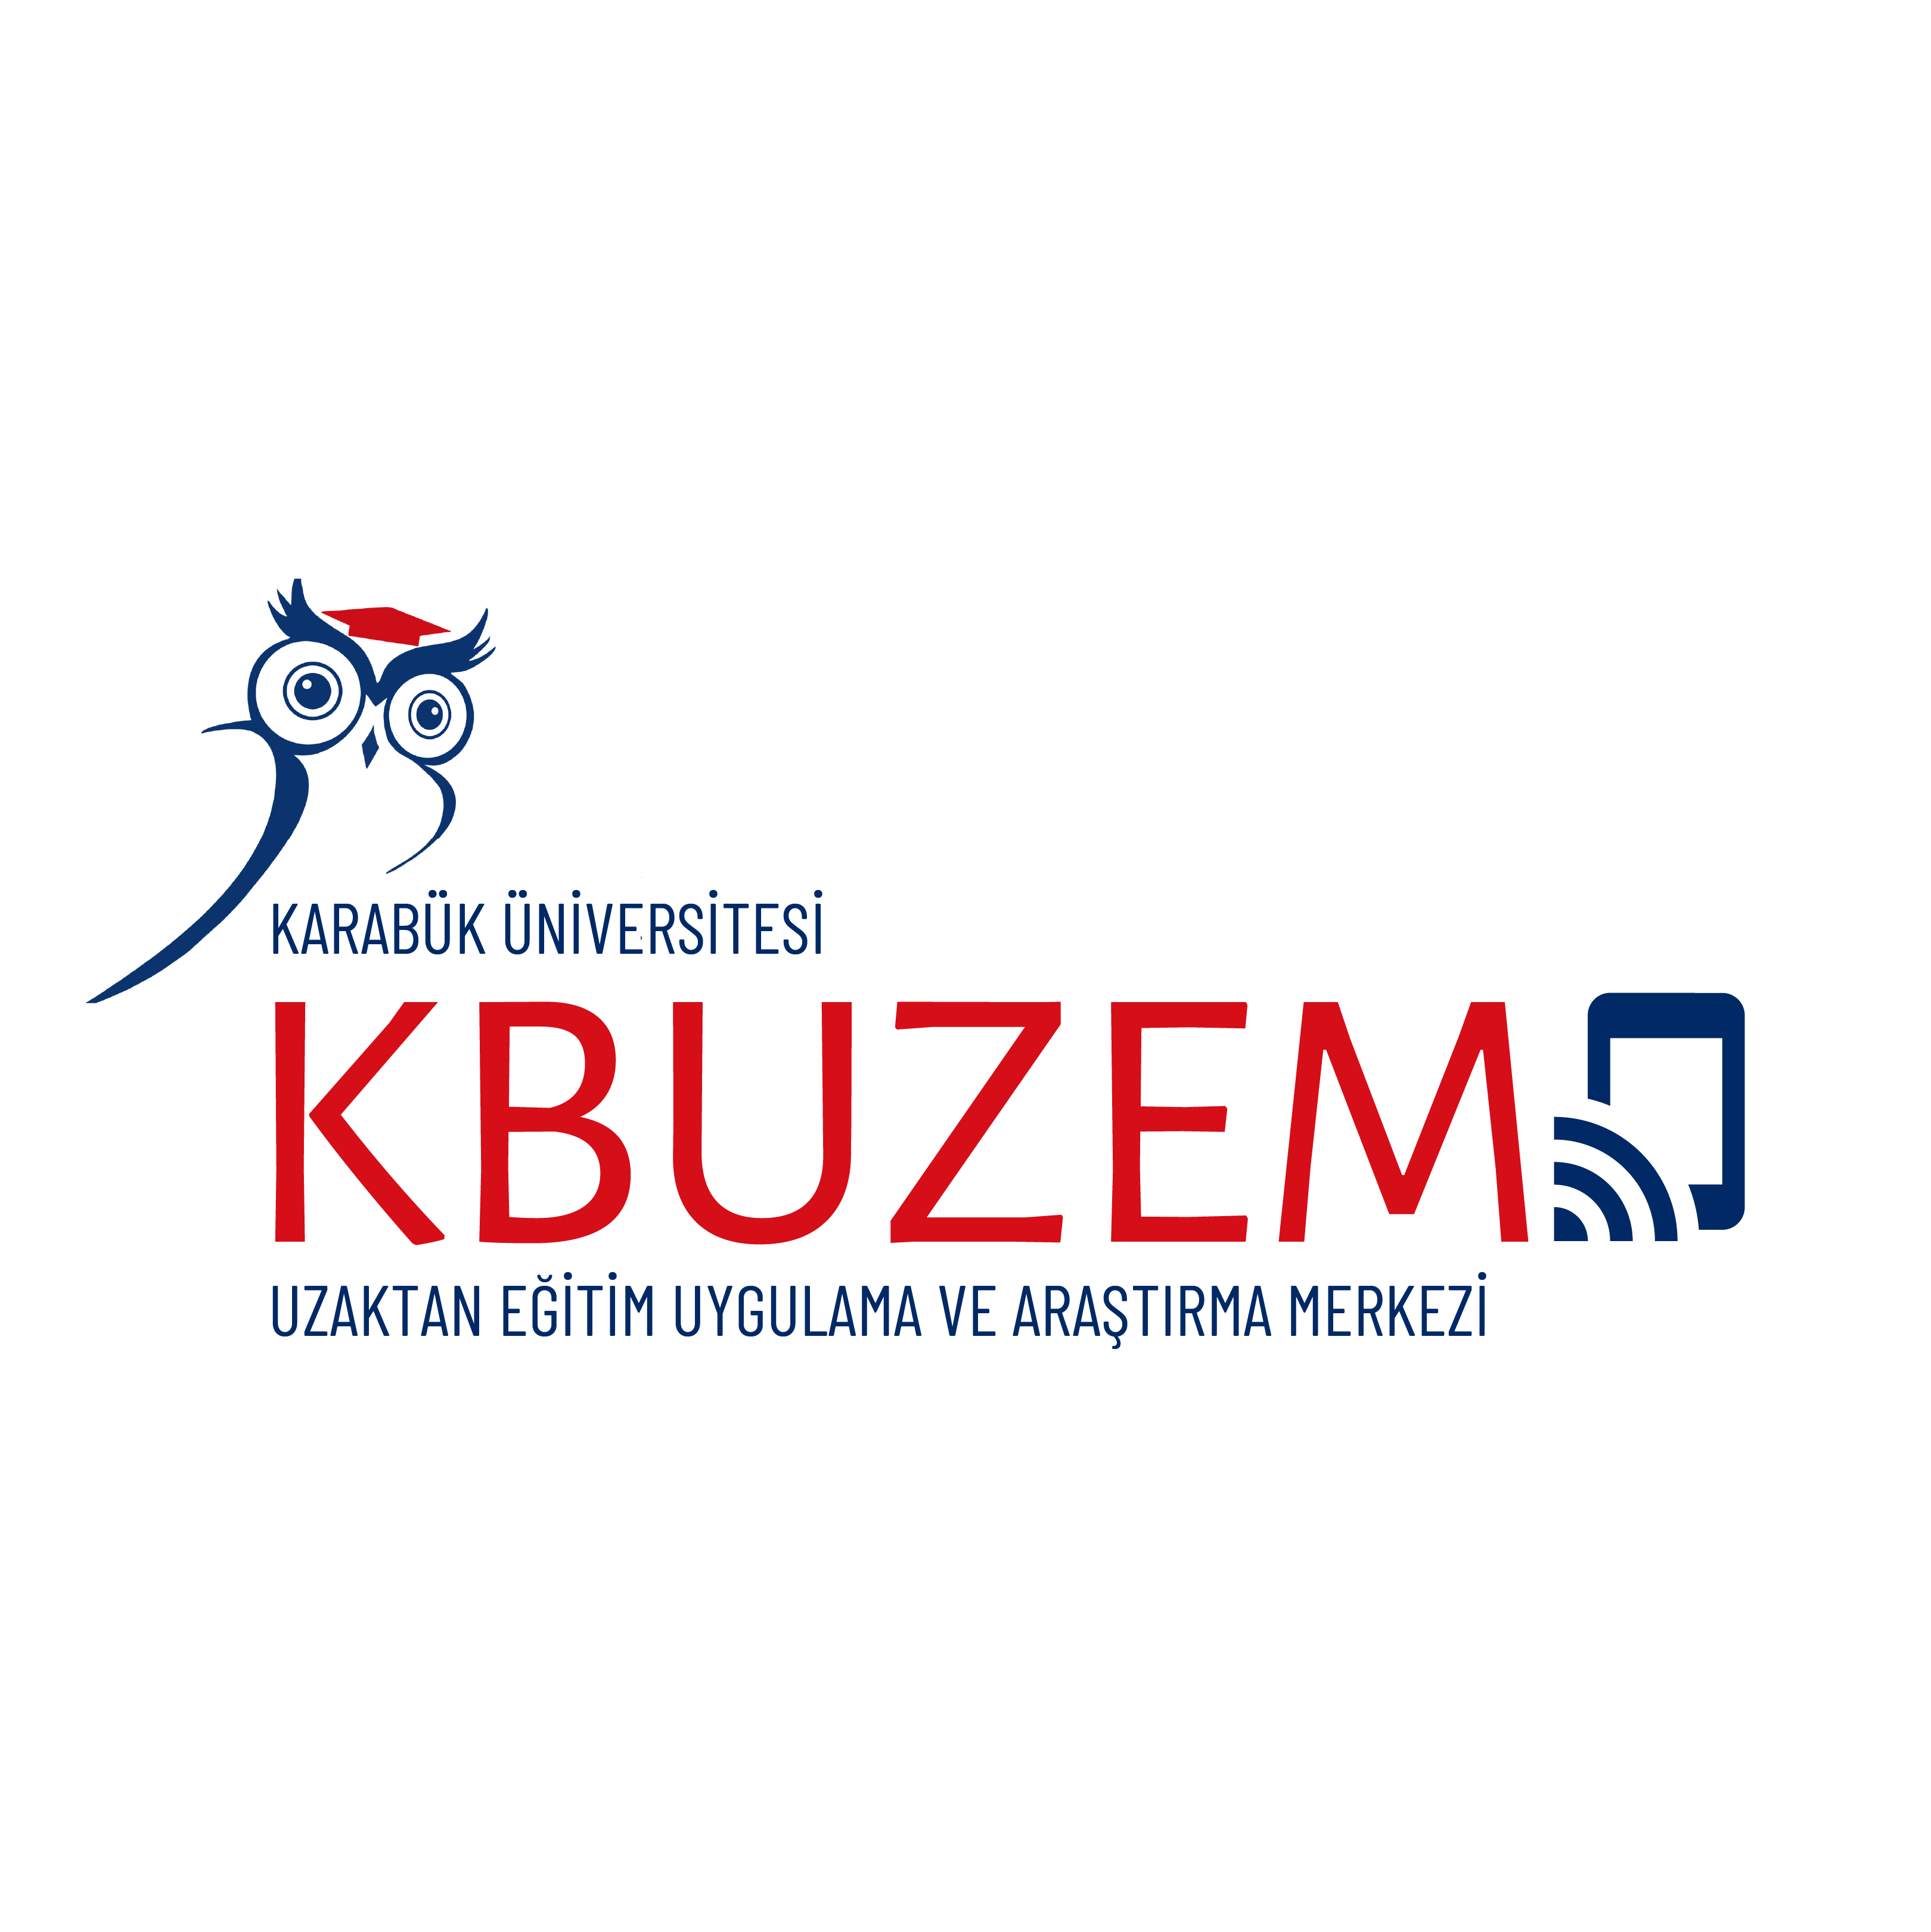 KARABÜK ÜNİVERSİTESİ
KBUZEM
UZAKTAN EĞİTİM UYGULAMA VE ARAŞTIRMA MERKEZİ